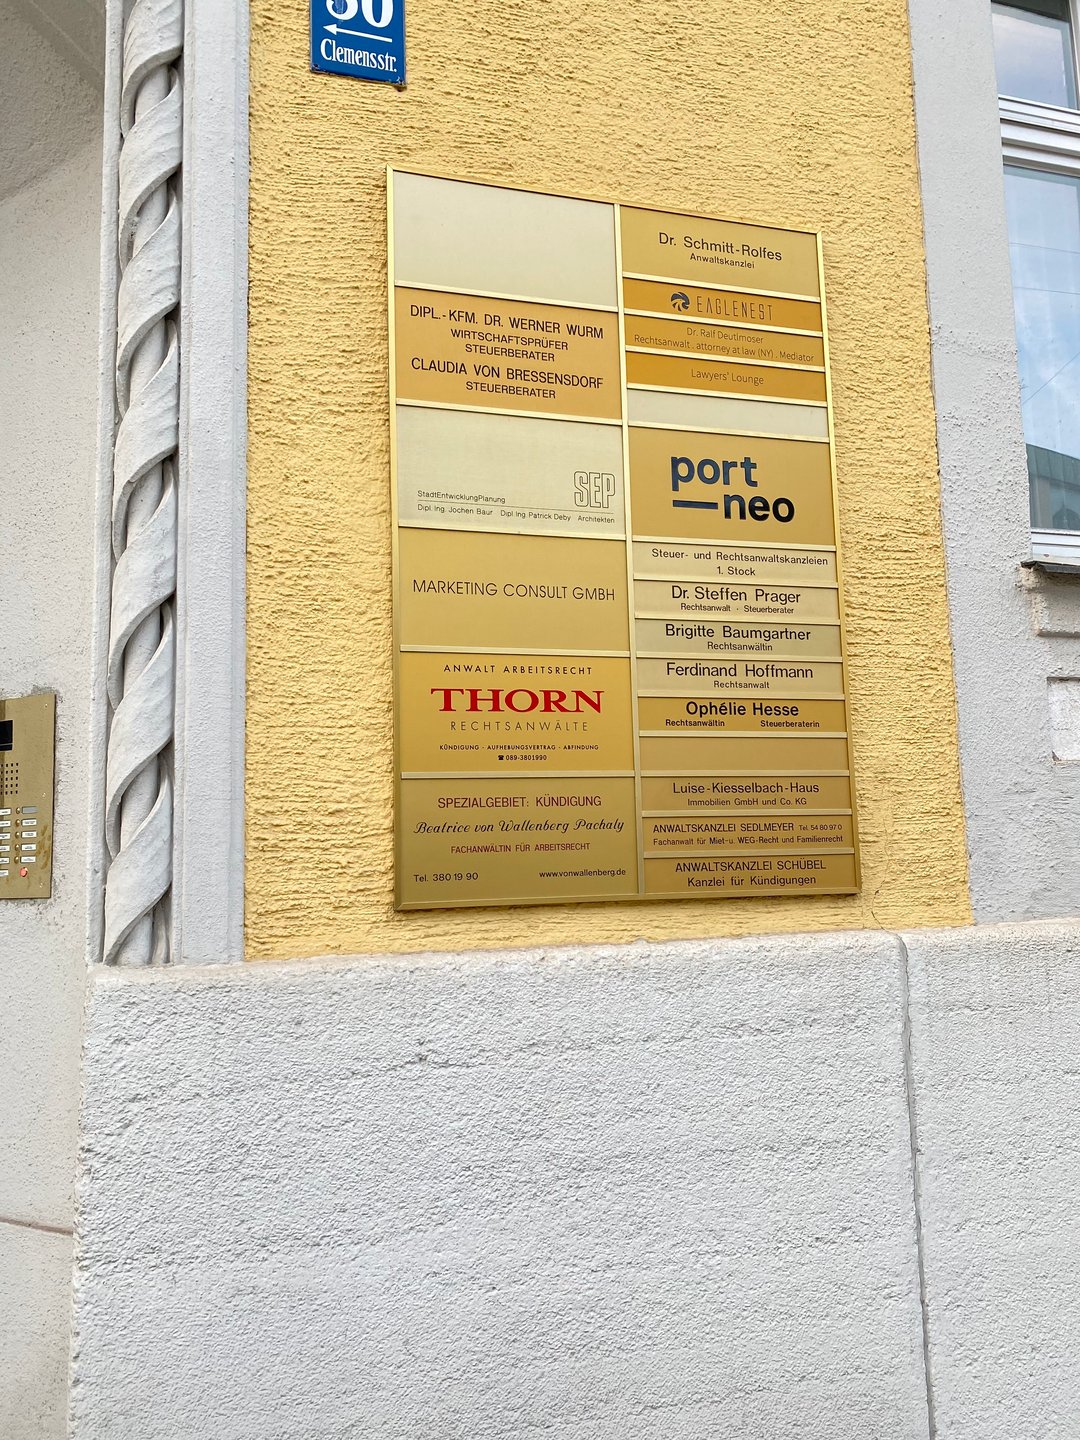 30
Clemensstr.
DIPL.-KFM. DR. WERNER WURM
WIRTSCHAFTSPRÜFER
STEUERBERATER
CLAUDIA VON BRESSENSDORF
STEUERBERATER
SEP
StadtEntwicklungPlanung
Dipl. Ing. Jochen Baur Dipl. Ing. Patrick Deby Architekten
MARKETING CONSULT GMBH
ANWALT ARBEITSRECHT
THORN
RECHTSANWÄLTE
KÜNDIGUNG · AUFHEBUNGSVERTRAG · ABFINDUNG
☎ 089-3801990
SPEZIALGEBIET: KÜNDIGUNG
Beatrice von Wallenberg Pachaly
FACHANWÄLTIN FÜR ARBEITSRECHT
Tel. 380 19 90 www.vonwallenberg.de
Dr. Schmitt-Rolfes
Anwaltskanzlei
EAGLENEST
Dr. Ralf Deutlmoser
Rechtsanwalt . attorney at law (NY) . Mediator
Lawyers' Lounge
port
neo
Steuer- und Rechtsanwaltskanzleien
1. Stock
Dr. Steffen Prager
Rechtsanwalt · Steuerberater
Brigitte Baumgartner
Rechtsanwältin
Ferdinand Hoffmann
Rechtsanwalt
Ophélie Hesse
Rechtsanwältin Steuerberaterin
Luise-Kiesselbach-Haus
Immobilien GmbH und Co. KG
ANWALTSKANZLEI SEDLMEYER Tel. 54 80 97 0
Fachanwalt für Miet-u. WEG-Recht und Familienrecht
ANWALTSKANZLEI SCHÜBEL
Kanzlei für Kündigungen